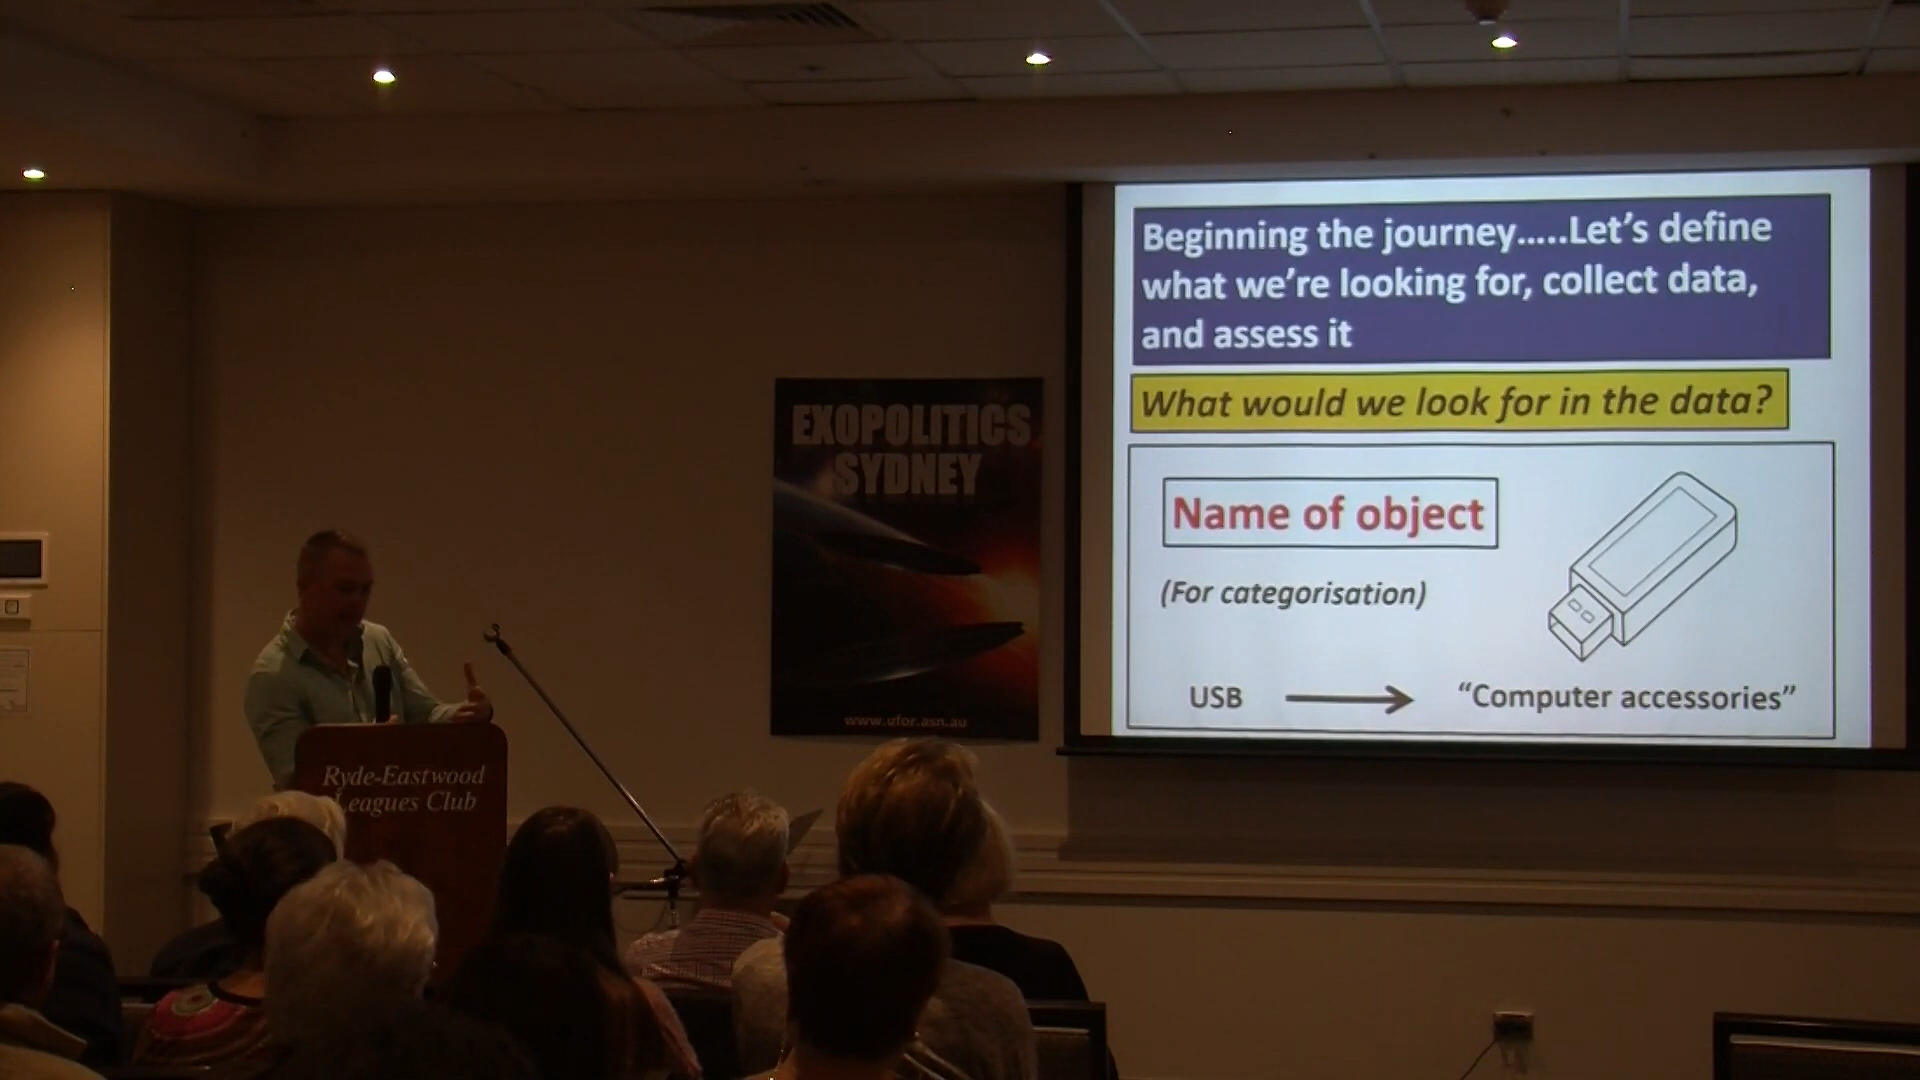 Beginning the journey.....Let's define
what we're looking for, collect data,
and assess it
What would we look for in the data?
Name of object
(For categorisation)
USB
“Computer accessories”
EXOPOLITICS
SYDNEY
www.ufor.asn.au
Ryde-Eastwood
Leagues Club